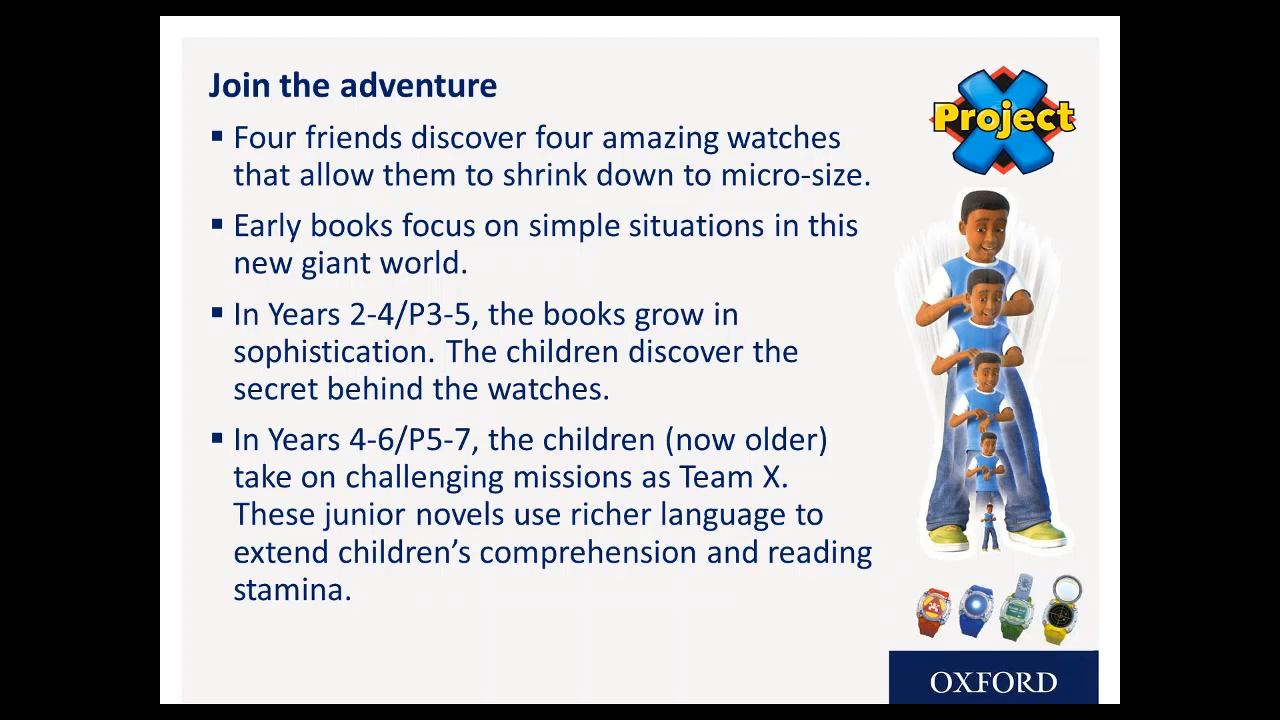 Join the adventure
▪ Four friends discover four amazing watches
that allow them to shrink down to micro-size.
▪ Early books focus on simple situations in this
new giant world.
▪ In Years 2-4/P3-5, the books grow in
sophistication. The children discover the
secret behind the watches.
▪ In Years 4-6/P5-7, the children (now older)
take on challenging missions as Team X.
These junior novels use richer language to
extend children’s comprehension and reading
stamina.
Project X
OXFORD